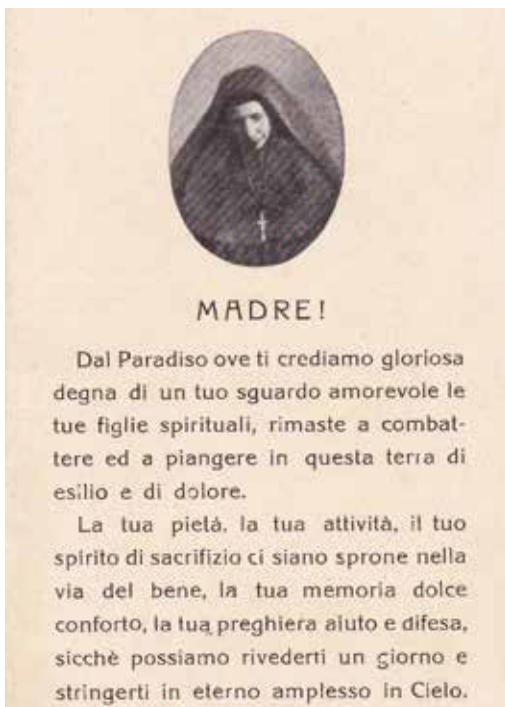 MADRE!
Dal Paradiso ove ti crediamo gloriosa
degna di un tuo sguardo amorevole le
tue figlie spirituali, rimaste a combat-
tere ed a piangere in questa terra di
esilio e di dolore.
La tua pietá, la tua attività, il tuo
spirito di sacrifizio ci siano sprone nella
via del bene, la tua memoria dolce
conforto, la tua preghiera aiuto e difesa,
sicchè possiamo rivederti un giorno e
stringerti in eterno amplesso in Cielo.